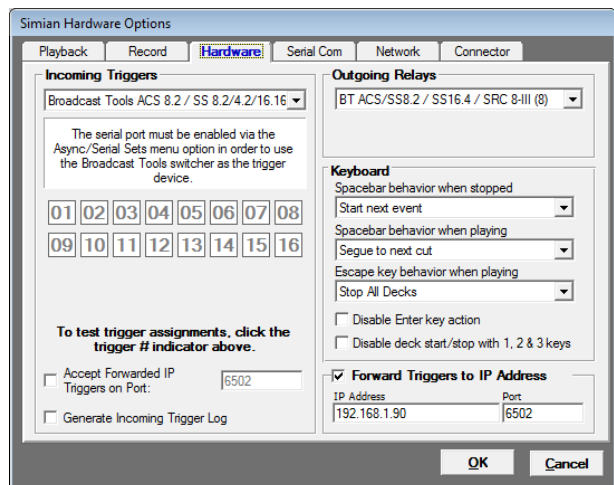 Simian Hardware Options
Playback Record Hardware Serial Com Network Connector
Incoming Triggers
Broadcast Tools ACS 8.2 / SS 8.2/4.2/16.16
The serial port must be enabled via the
Async/Serial Sets menu option in order to use
the Broadcast Tools switcher as the trigger
device.
01 02 03 04 05 06 07 08
09 10 11 12 13 14 15 16
To test trigger assignments, click the
trigger # indicator above.
Accept Forwarded IP
Triggers on Port:
6502
Generate Incoming Trigger Log
Outgoing Relays
BT ACS/SS8.2 / SS16.4 / SRC 8-III (8)
Keyboard
Spacebar behavior when stopped
Start next event
Spacebar behavior when playing
Segue to next cut
Escape key behavior when playing
Stop All Decks
Disable Enter key action
Disable deck start/stop with 1, 2 & 3 keys
Forward Triggers to IP Address
IP Address Port
192.168.1.90 6502
OK Cancel